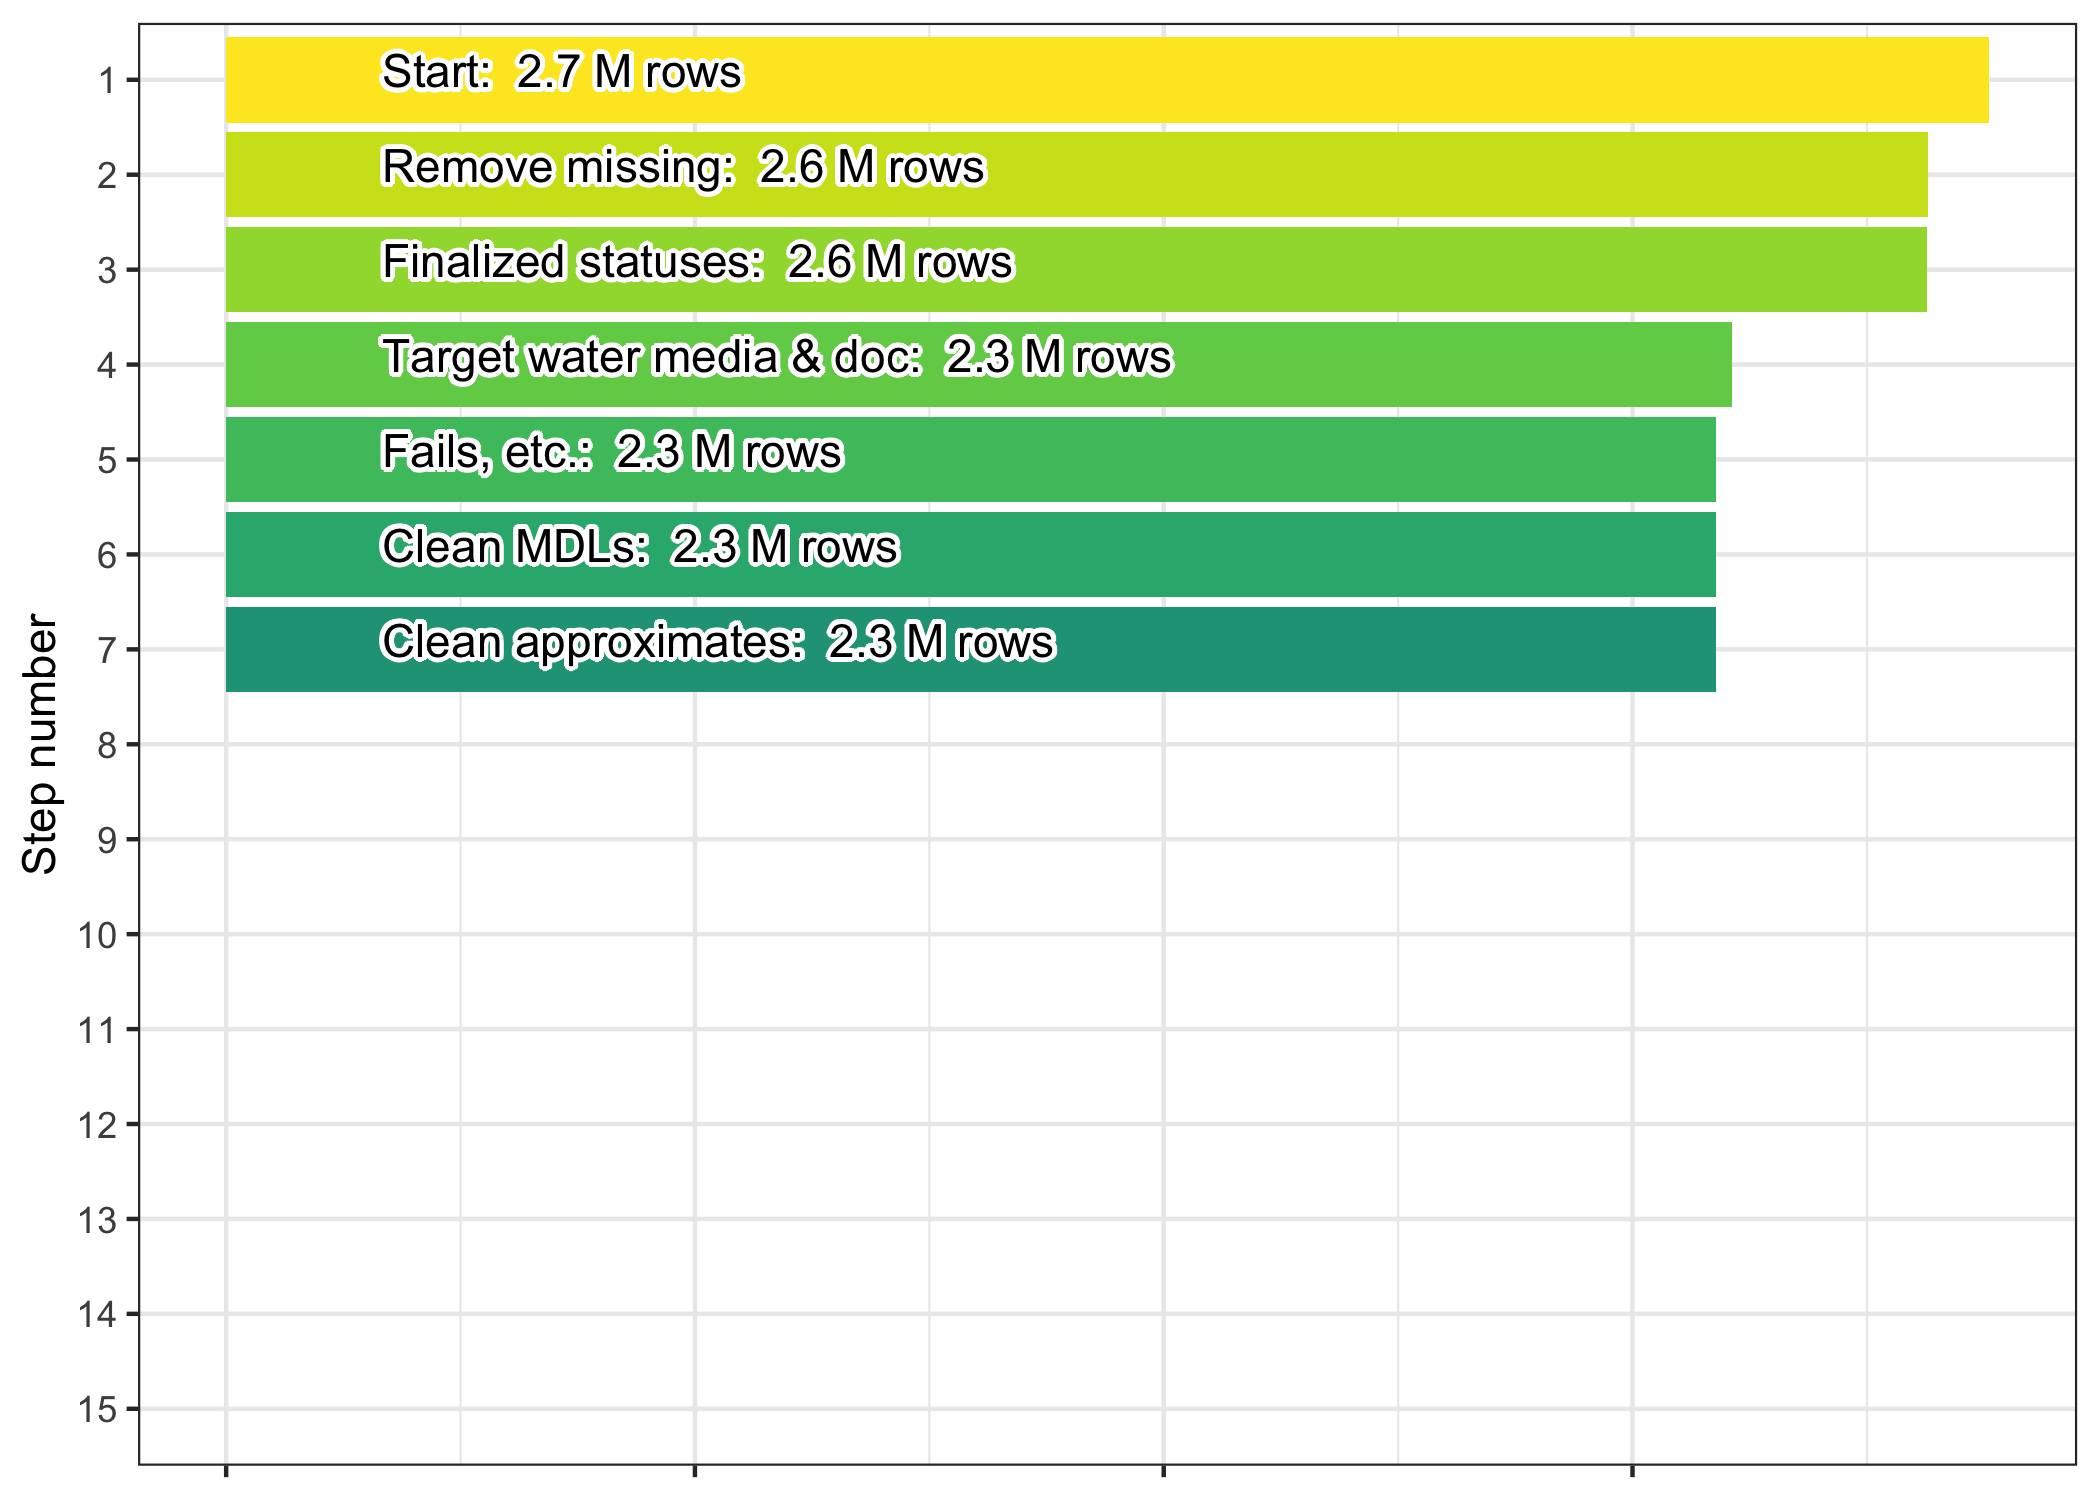 1
Start:  2.7 M rows
2
Remove missing:  2.6 M rows
3
Finalized statuses:  2.6 M rows
4
Target water media & doc:  2.3 M rows
5
Fails, etc.:  2.3 M rows
6
Clean MDLs:  2.3 M rows
7
Clean approximates:  2.3 M rows
8
9
10
11
12
13
14
15
Step number